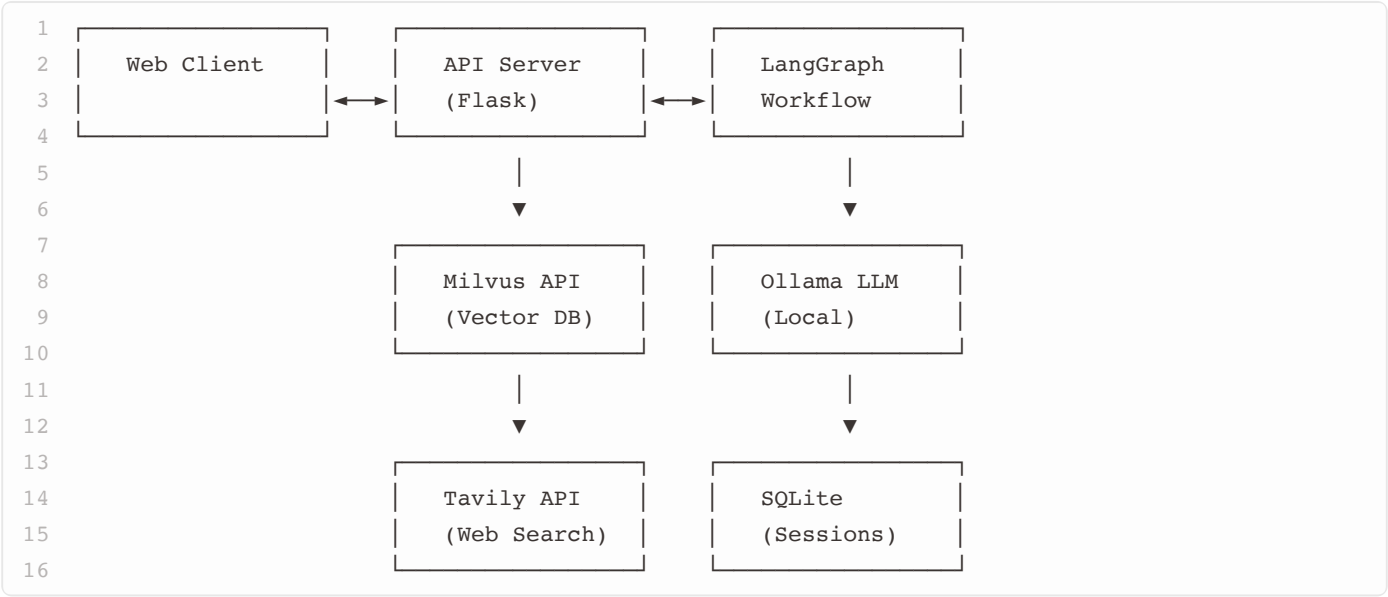 1 ┌─────────────────┐    ┌─────────────────┐    ┌─────────────────┐
2 │   Web Client    │    │   API Server    │    │   LangGraph     │
3 │                 │◄──►│   (Flask)       │◄──►│   Workflow      │
4 └─────────────────┘    └─────────────────┘    └─────────────────┘
5                                 │                       │
6                                 ▼                       ▼
7                        ┌─────────────────┐    ┌─────────────────┐
8                        │   Milvus API    │    │   Ollama LLM    │
9                        │   (Vector DB)   │    │   (Local)       │
10                       └─────────────────┘    └─────────────────┘
11                                │                       │
12                                ▼                       ▼
13                       ┌─────────────────┐    ┌─────────────────┐
14                       │   Tavily API    │    │   SQLite        │
15                       │   (Web Search)  │    │   (Sessions)    │
16                       └─────────────────┘    └─────────────────┘